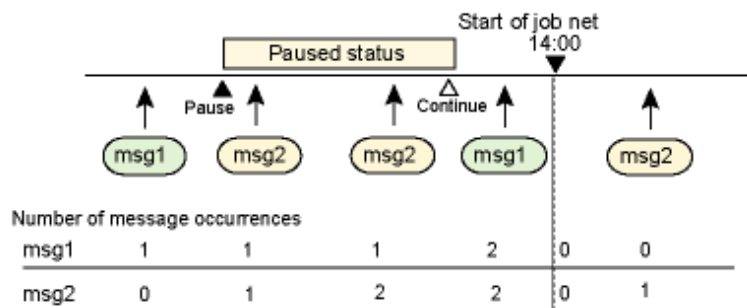 Start of job net
14:00
Paused status
Pause
Continue
msg1 msg2 msg2 msg1 msg2
Number of message occurrences
msg1 1 1 1 2 0 0
msg2 0 1 2 2 0 1